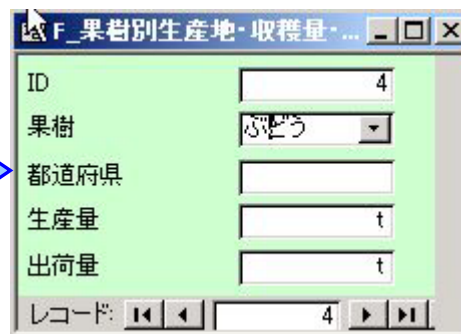 F_果樹別生産地・収穫量・...
ID 4
果樹 ぶどう
都道府県
生産量 t
出荷量 t
レコード: 4